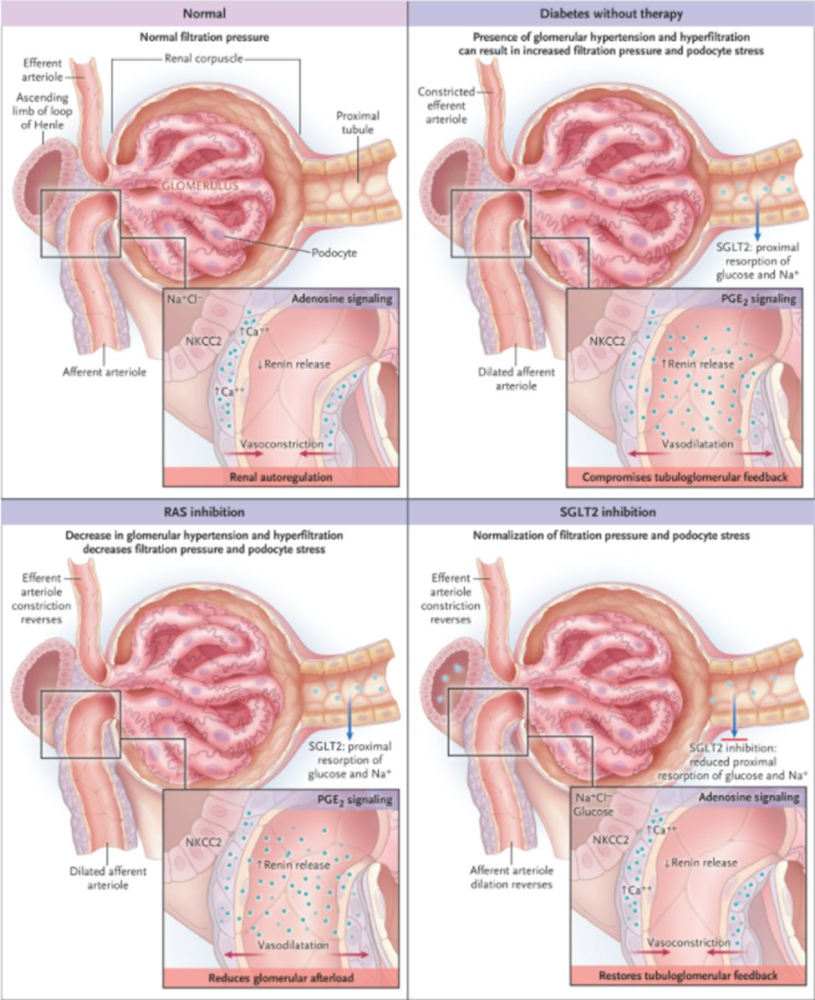 Normal
Normal filtration pressure
Efferent
arteriole
Renal corpuscle
Ascending
limb of loop
of Henle
Proximal
tubule
GLOMERULUS
Podocyte
Afferent arteriole
Na⁺Cl⁻
Adenosine signaling
NKCC2
↑Ca⁺⁺
↓Renin release
↑Ca⁺⁺
Vasoconstriction
Renal autoregulation
Diabetes without therapy
Presence of glomerular hypertension and hyperfiltration
can result in increased filtration pressure and podocyte stress
Constricted
efferent
arteriole
SGLT2: proximal
resorption of
glucose and Na⁺
Dilated afferent
arteriole
PGE₂ signaling
NKCC2
↑Renin release
Vasodilatation
Compromises tubuloglomerular feedback
RAS inhibition
Decrease in glomerular hypertension and hyperfiltration
decreases filtration pressure and podocyte stress
Efferent
arteriole
constriction
reverses
SGLT2: proximal
resorption of
glucose and Na⁺
Dilated afferent
arteriole
PGE₂ signaling
NKCC2
↑Renin release
Vasodilatation
Reduces glomerular afterload
SGLT2 inhibition
Normalization of filtration pressure and podocyte stress
Efferent
arteriole
constriction
reverses
SGLT2 inhibition:
reduced proximal
resorption of glucose and Na⁺
Afferent arteriole
dilation reverses
Na⁺Cl⁻
Glucose
Adenosine signaling
NKCC2
↑Ca⁺⁺
↓Renin release
↑Ca⁺⁺
Vasoconstriction
Restores tubuloglomerular feedback